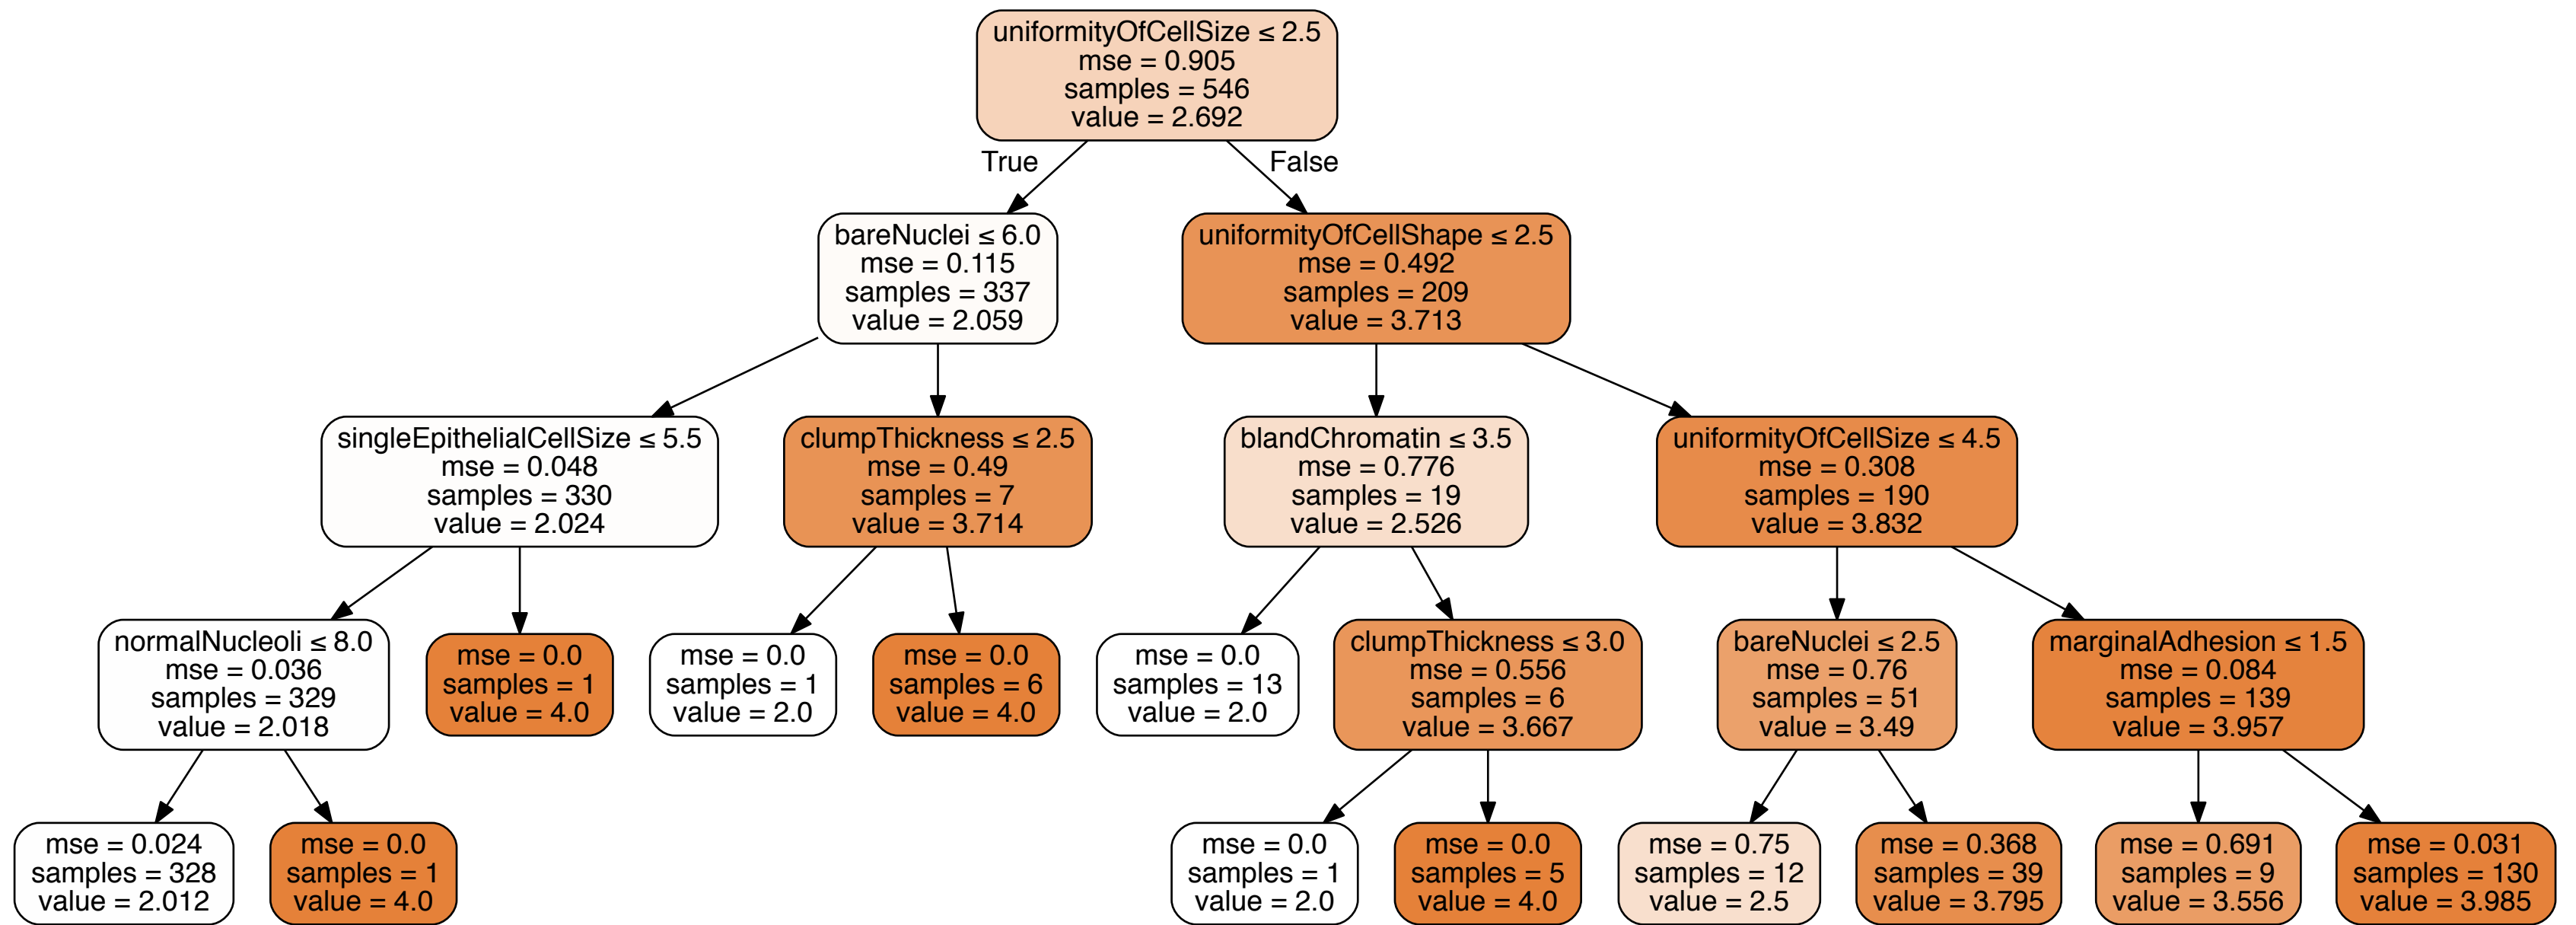 uniformityOfCellSize ≤ 2.5
mse = 0.905
samples = 546
value = 2.692
True
False
bareNuclei ≤ 6.0
mse = 0.115
samples = 337
value = 2.059
uniformityOfCellShape ≤ 2.5
mse = 0.492
samples = 209
value = 3.713
singleEpithelialCellSize ≤ 5.5
mse = 0.048
samples = 330
value = 2.024
clumpThickness ≤ 2.5
mse = 0.49
samples = 7
value = 3.714
blandChromatin ≤ 3.5
mse = 0.776
samples = 19
value = 2.526
uniformityOfCellSize ≤ 4.5
mse = 0.308
samples = 190
value = 3.832
normalNucleoli ≤ 8.0
mse = 0.036
samples = 329
value = 2.018
mse = 0.0
samples = 1
value = 4.0
mse = 0.0
samples = 1
value = 2.0
mse = 0.0
samples = 6
value = 4.0
mse = 0.0
samples = 13
value = 2.0
clumpThickness ≤ 3.0
mse = 0.556
samples = 6
value = 3.667
bareNuclei ≤ 2.5
mse = 0.76
samples = 51
value = 3.49
marginalAdhesion ≤ 1.5
mse = 0.084
samples = 139
value = 3.957
mse = 0.024
samples = 328
value = 2.012
mse = 0.0
samples = 1
value = 4.0
mse = 0.0
samples = 1
value = 2.0
mse = 0.0
samples = 5
value = 4.0
mse = 0.75
samples = 12
value = 2.5
mse = 0.368
samples = 39
value = 3.795
mse = 0.691
samples = 9
value = 3.556
mse = 0.031
samples = 130
value = 3.985